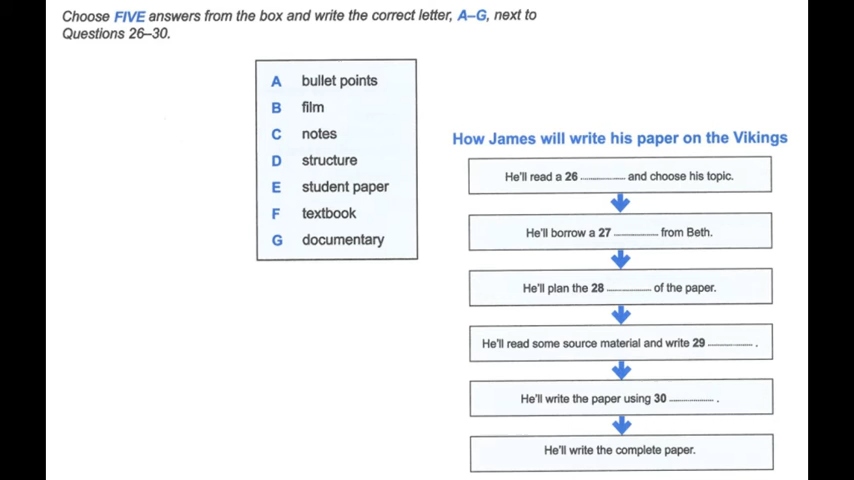 Choose FIVE answers from the box and write the correct letter, A–G, next to
Questions 26–30.
A bullet points
B film
C notes
D structure
E student paper
F textbook
G documentary
How James will write his paper on the Vikings
He'll read a 26 .................. and choose his topic.
He'll borrow a 27 .................. from Beth.
He'll plan the 28 .................. of the paper.
He'll read some source material and write 29 .................. .
He'll write the paper using 30 .................. .
He'll write the complete paper.